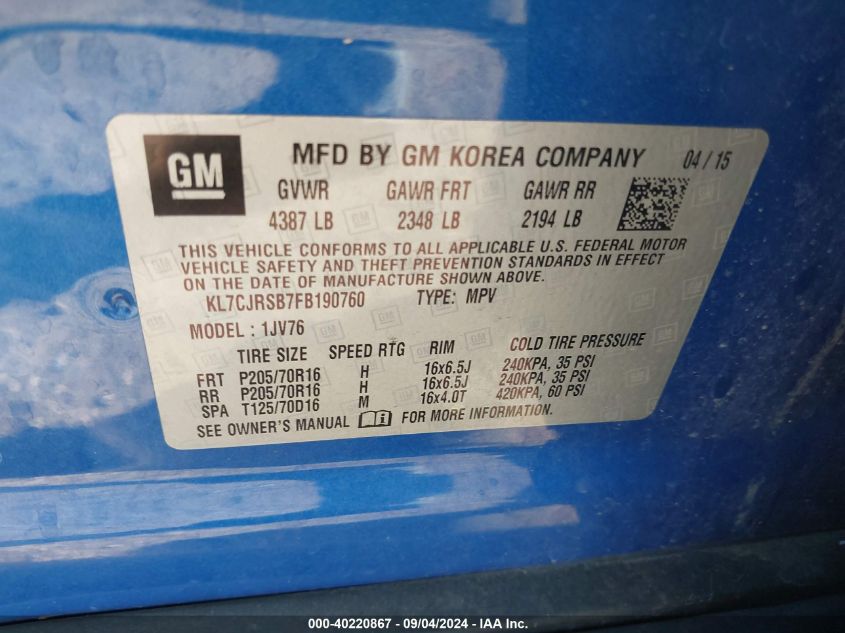 GM
MFD BY GM KOREA COMPANY 04/15
GVWR GAWR FRT GAWR RR
4387 LB 2348 LB 2194 LB
THIS VEHICLE CONFORMS TO ALL APPLICABLE U.S. FEDERAL MOTOR
VEHICLE SAFETY AND THEFT PREVENTION STANDARDS IN EFFECT
ON THE DATE OF MANUFACTURE SHOWN ABOVE.
KL7CJRSB7FB190760 TYPE: MPV
MODEL : 1JV76
TIRE SIZE SPEED RTG RIM COLD TIRE PRESSURE
FRT P205/70R16 H 16x6.5J 240KPA, 35 PSI
RR P205/70R16 H 16x6.5J 240KPA, 35 PSI
SPA T125/70D16 M 16x4.0T 420KPA, 60 PSI
SEE OWNER'S MANUAL FOR MORE INFORMATION.
000-40220867 - 09/04/2024 - IAA Inc.